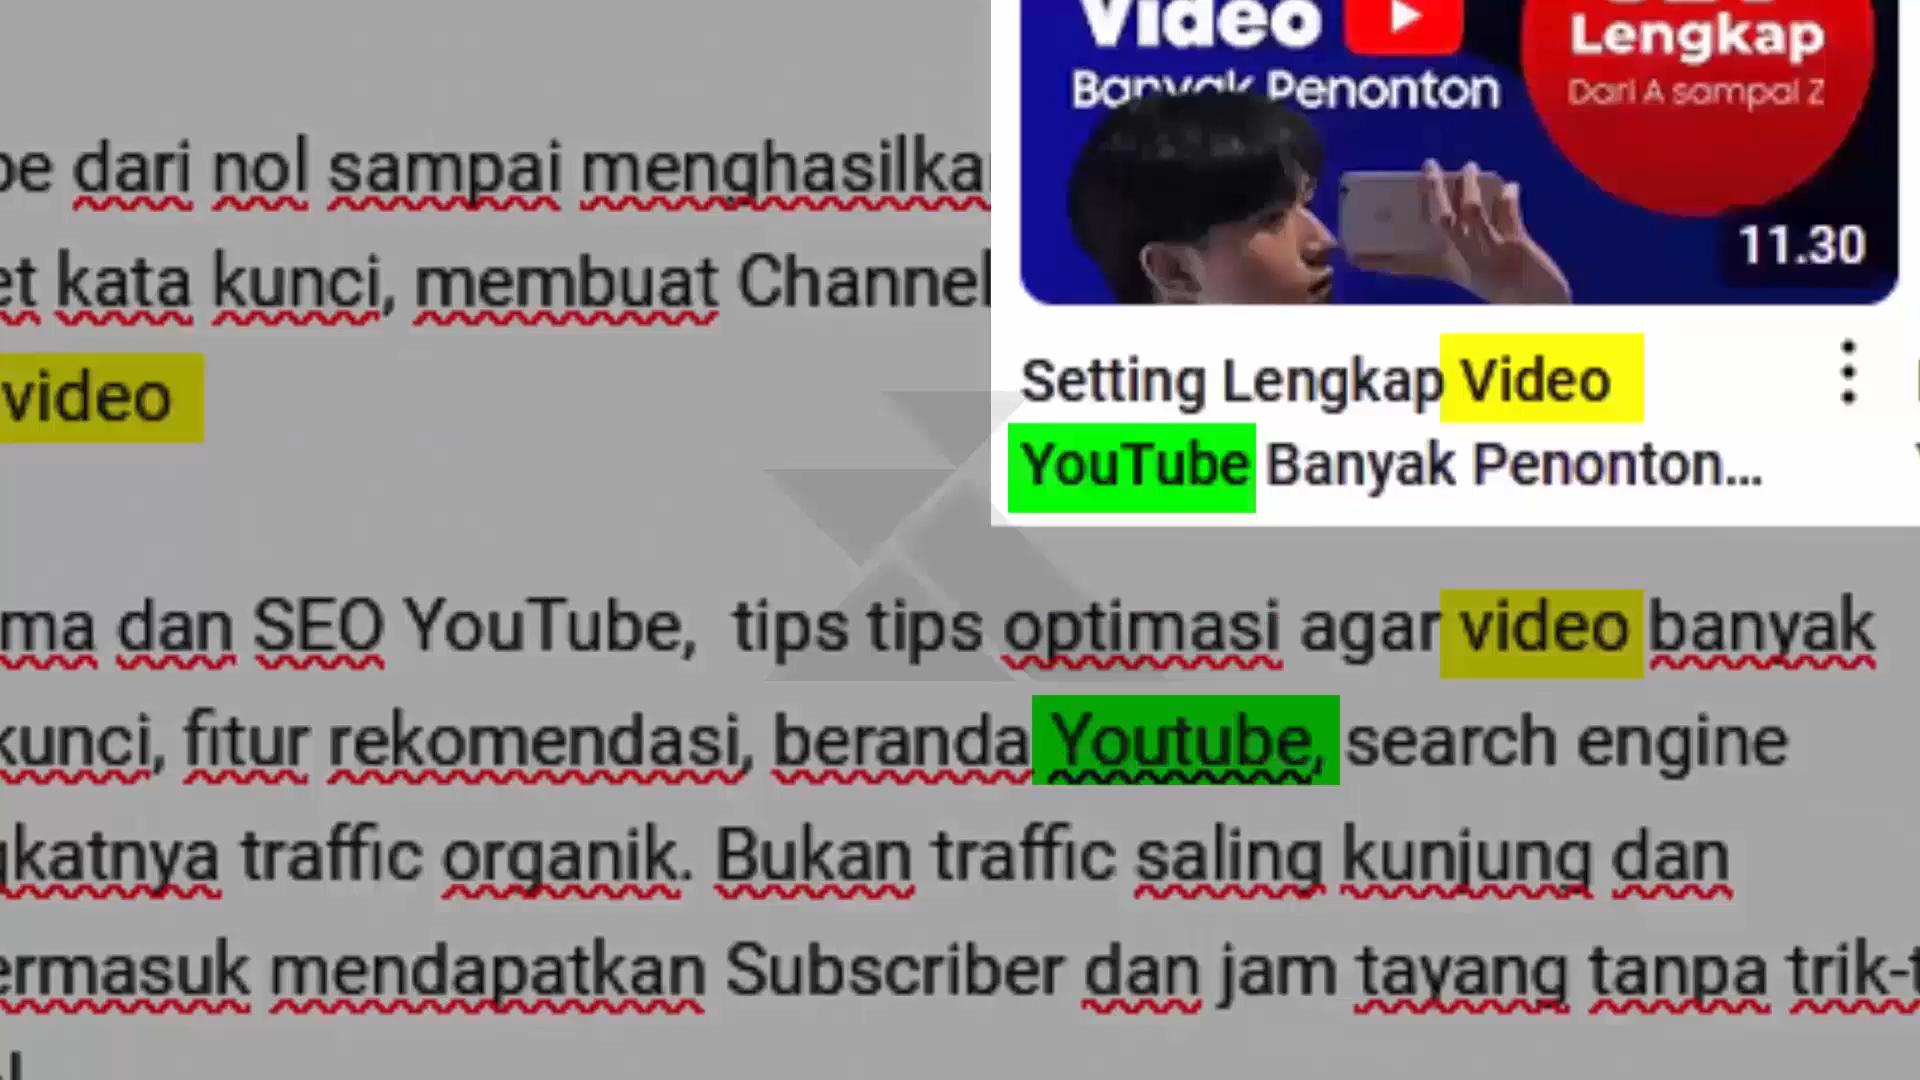 Video
Lengkap
Banyak Penonton
Dari A sampai Z
11.30
Setting Lengkap Video
YouTube Banyak Penonton...
dari nol sampai
kata kunci, membuat Channel
video
dan SEO YouTube, tips tips optimasi agar video banyak
kunci, fitur rekomendasi, beranda Youtube, search engine
traffic organik. Bukan traffic saling kunjung dan
mendapatkan Subscriber dan jam tayang tanpa